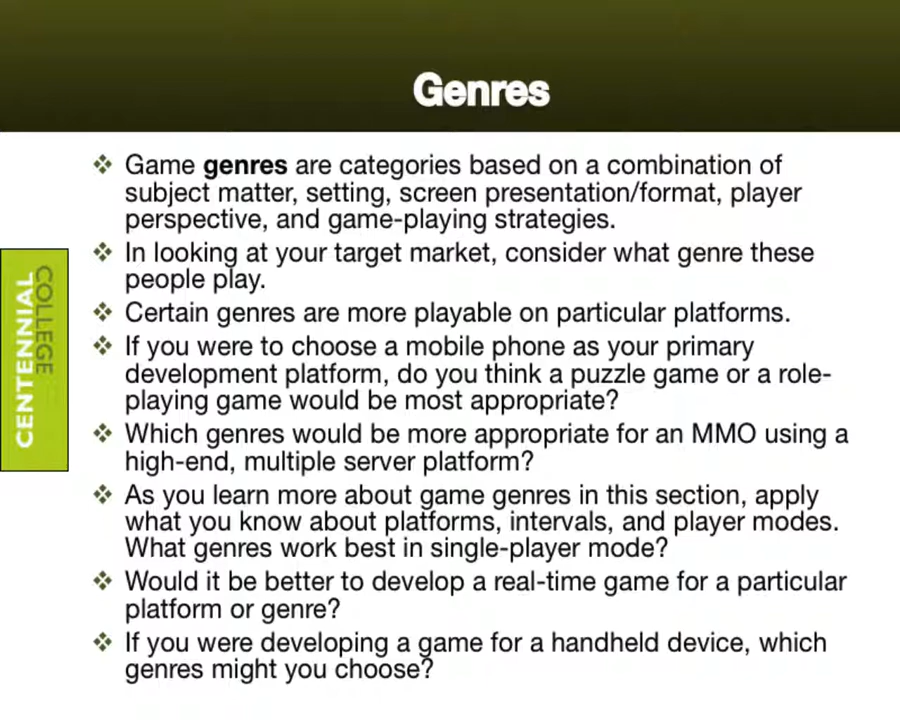 Genres
❖ Game genres are categories based on a combination of
subject matter, setting, screen presentation/format, player
perspective, and game-playing strategies.
❖ In looking at your target market, consider what genre these
people play.
❖ Certain genres are more playable on particular platforms.
❖ If you were to choose a mobile phone as your primary
development platform, do you think a puzzle game or a role-
playing game would be most appropriate?
❖ Which genres would be more appropriate for an MMO using a
high-end, multiple server platform?
❖ As you learn more about game genres in this section, apply
what you know about platforms, intervals, and player modes.
What genres work best in single-player mode?
❖ Would it be better to develop a real-time game for a particular
platform or genre?
❖ If you were developing a game for a handheld device, which
genres might you choose?
CENTENNIAL
COLLEGE